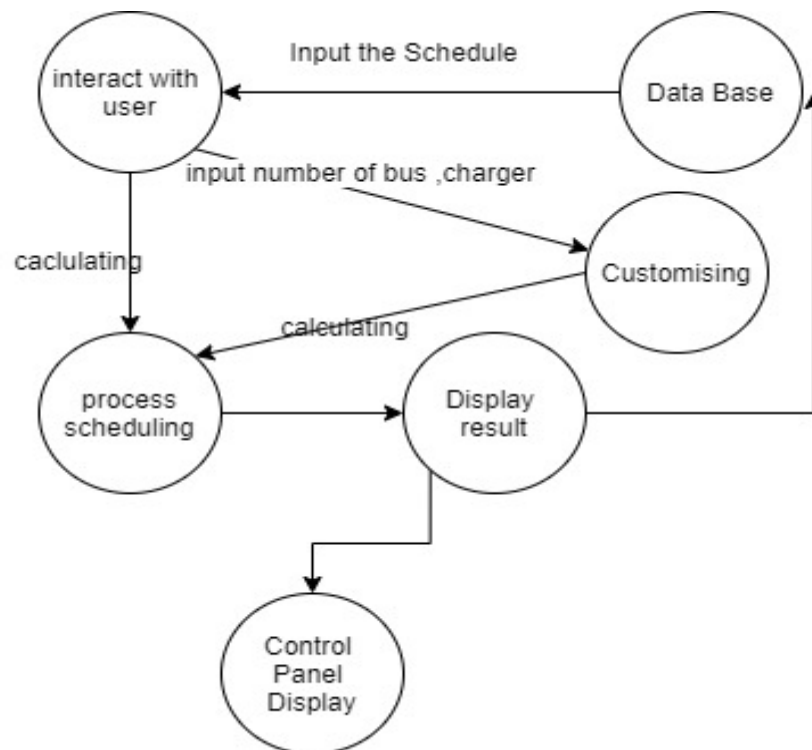 Input the Schedule
interact with
user
Data Base
input number of bus ,charger
Customising
caclulating
calculating
process
scheduling
Display
result
Control
Panel
Display